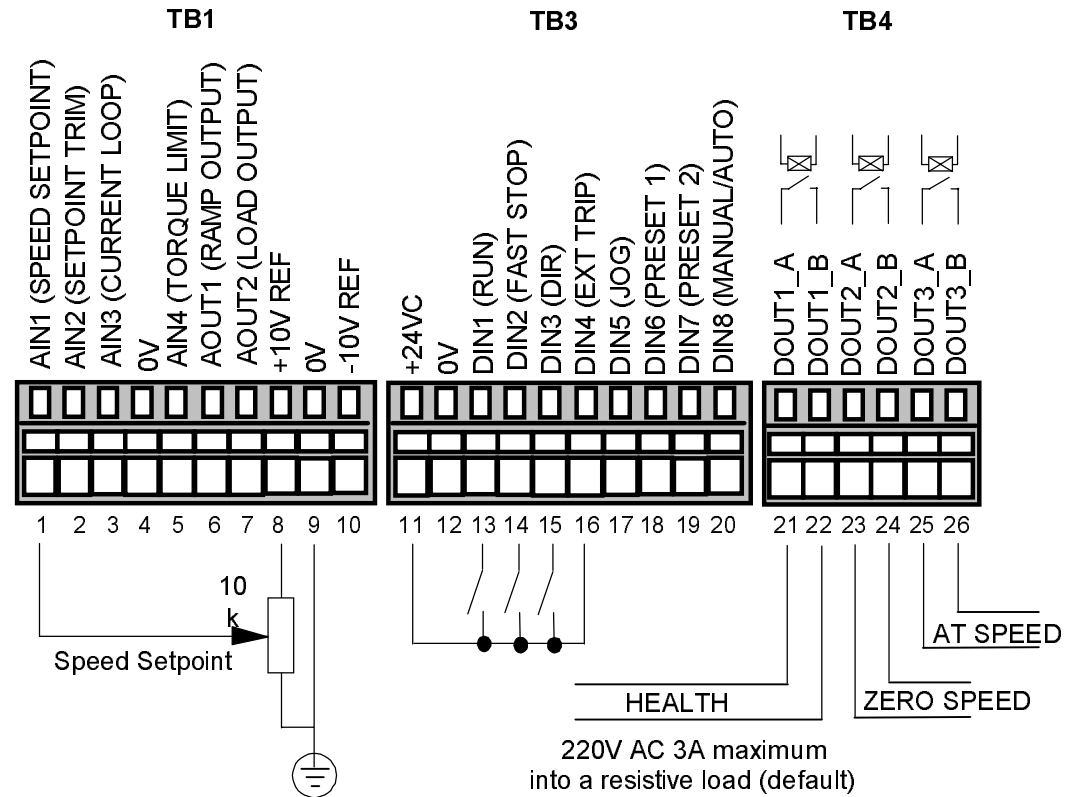 TB1
TB3
TB4
AIN1 (SPEED SETPOINT)
AIN2 (SETPOINT TRIM)
AIN3 (CURRENT LOOP)
0V
AIN4 (TORQUE LIMIT)
AOUT1 (RAMP OUTPUT)
AOUT2 (LOAD OUTPUT)
+10V REF
0V
-10V REF
+24VC
0V
DIN1 (RUN)
DIN2 (FAST STOP)
DIN3 (DIR)
DIN4 (EXT TRIP)
DIN5 (JOG)
DIN6 (PRESET 1)
DIN7 (PRESET 2)
DIN8 (MANUAL/AUTO)
DOUT1_A
DOUT1_B
DOUT2_A
DOUT2_B
DOUT3_A
DOUT3_B
1 2 3 4 5 6 7 8 9 10
11 12 13 14 15 16 17 18 19 20
21 22 23 24 25 26
10
k
Speed Setpoint
AT SPEED
HEALTH
ZERO SPEED
220V AC 3A maximum
into a resistive load (default)